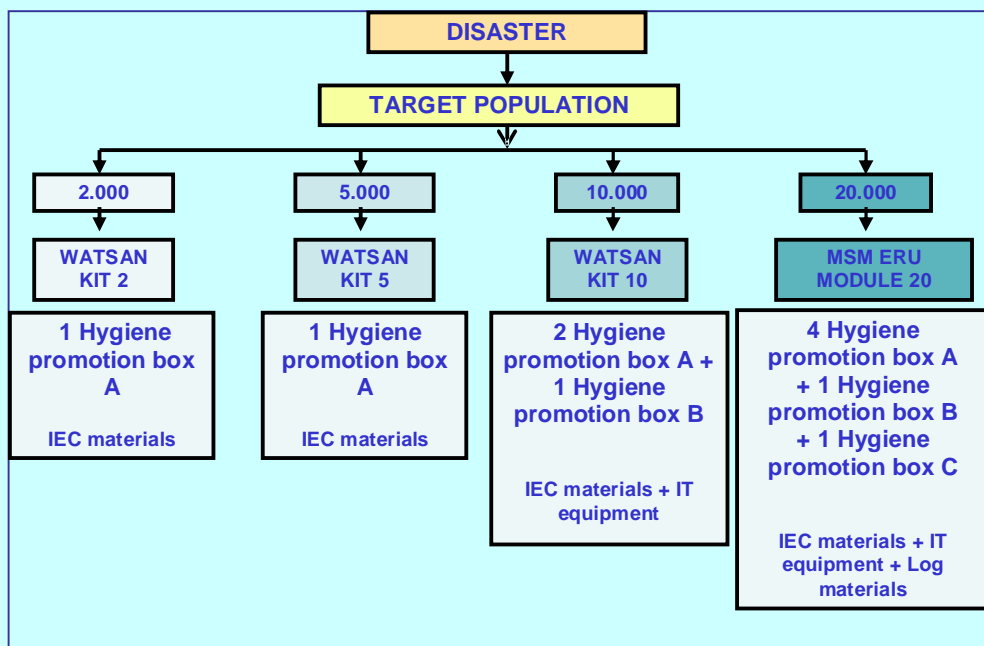 DISASTER
TARGET POPULATION
2.000
5.000
10.000
20.000
WATSAN
KIT 2
WATSAN
KIT 5
WATSAN
KIT 10
MSM ERU
MODULE 20
1 Hygiene
promotion box
A
IEC materials
1 Hygiene
promotion box
A
IEC materials
2 Hygiene
promotion box A +
1 Hygiene
promotion box B
IEC materials + IT
equipment
4 Hygiene
promotion box A
+ 1 Hygiene
promotion box B
+ 1 Hygiene
promotion box C
IEC materials + IT
equipment + Log
materials